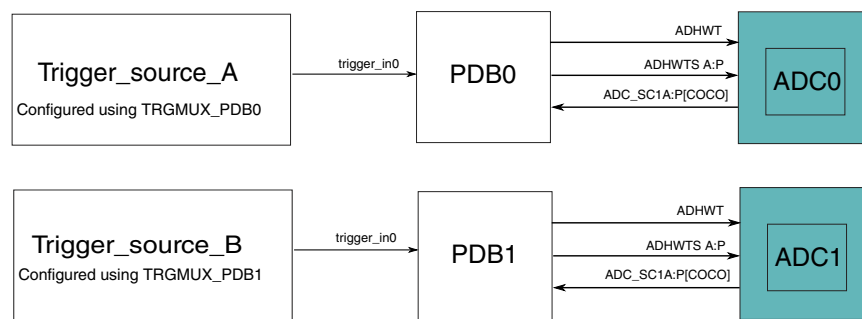 Trigger_source_A
Configured using TRGMUX_PDB0
trigger_in0
PDB0
ADHWT
ADHWTS A:P
ADC_SC1A:P[COCO]
ADC0
Trigger_source_B
Configured using TRGMUX_PDB1
trigger_in0
PDB1
ADHWT
ADHWTS A:P
ADC_SC1A:P[COCO]
ADC1